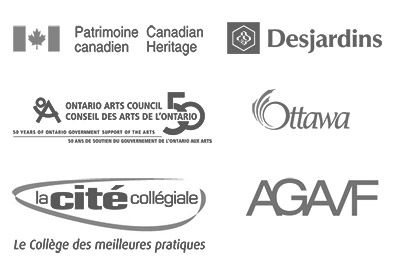 Patrimoine Canadian
canadien Heritage
Desjardins
ONTARIO ARTS COUNCIL
CONSEIL DES ARTS DE L'ONTARIO
50
50 YEARS OF ONTARIO GOVERNMENT SUPPORT OF THE ARTS
50 ANS DE SOUTIEN DU GOUVERNEMENT DE L'ONTARIO AUX ARTS
Ottawa
la cité collégiale
Le Collège des meilleures pratiques
AGAVF